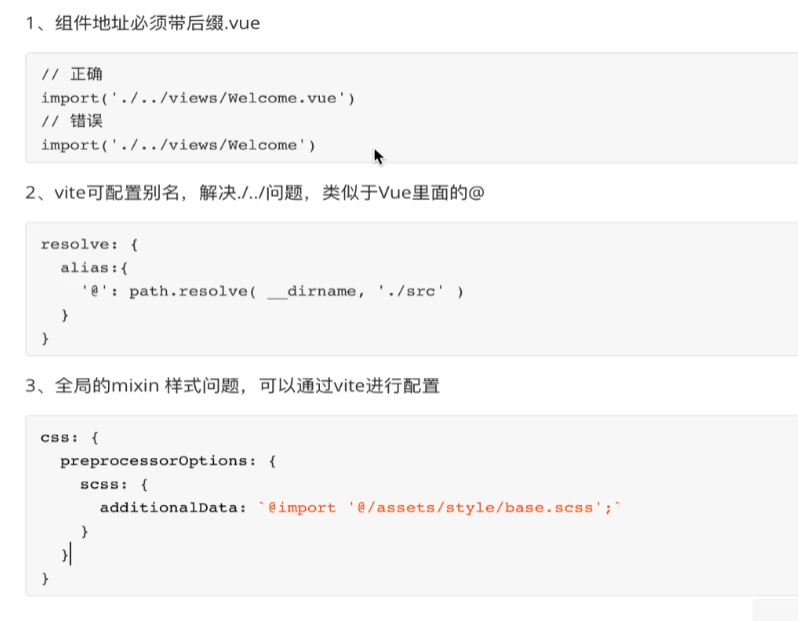 1、组件地址必须带后缀.vue
// 正确
import('./../views/Welcome.vue')
// 错误
import('./../views/Welcome')
2、vite可配置别名，解决./../问题，类似于Vue里面的@
resolve: {
alias:{
'@': path.resolve( __dirname, './src' )
}
}
3、全局的mixin 样式问题，可以通过vite进行配置
css: {
preprocessorOptions: {
scss: {
additionalData: `@import '@/assets/style/base.scss';`
}
}
}